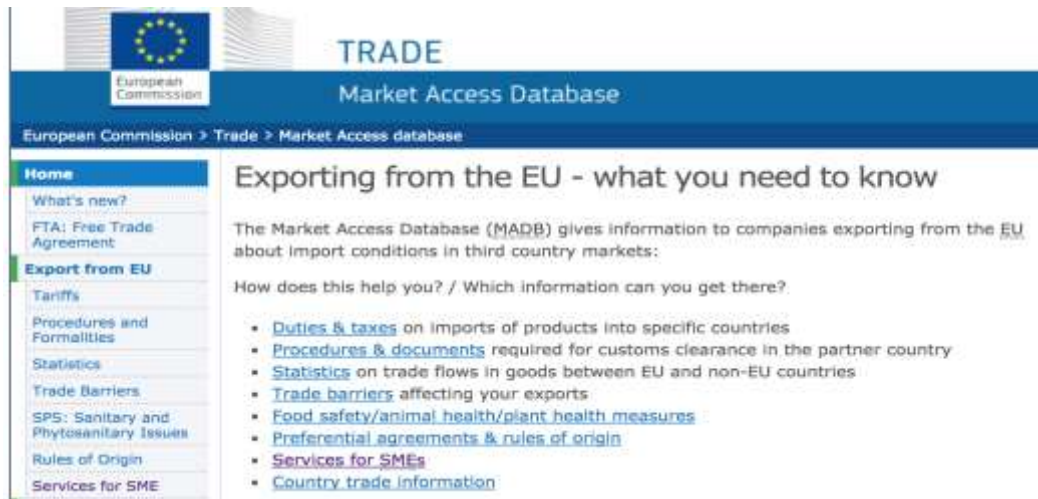 European
Commission
TRADE
Market Access Database
European Commission > Trade > Market Access database
Home
What's new?
FTA: Free Trade
Agreement
Export from EU
Tariffs
Procedures and
Formalities
Statistics
Trade Barriers
SPS: Sanitary and
Phytosanitary Issues
Rules of Origin
Services for SME
Exporting from the EU - what you need to know
The Market Access Database (MADB) gives information to companies exporting from the EU
about import conditions in third country markets:
How does this help you? / Which information can you get there?
▪ Duties & taxes on imports of products into specific countries
▪ Procedures & documents required for customs clearance in the partner country
▪ Statistics on trade flows in goods between EU and non-EU countries
▪ Trade barriers affecting your exports
▪ Food safety/animal health/plant health measures
▪ Preferential agreements & rules of origin
▪ Services for SMEs
▪ Country trade information